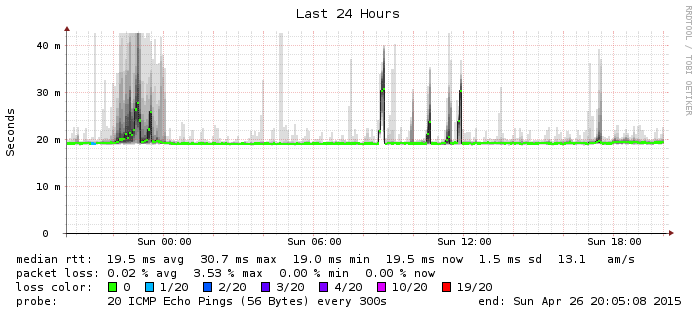 Last 24 Hours
RRDTOOL / TOBI OETIKER
Seconds
40 m
30 m
20 m
10 m
0
Sun 00:00 Sun 06:00 Sun 12:00 Sun 18:00
median rtt: 19.5 ms avg 30.7 ms max 19.0 ms min 19.5 ms now 1.5 ms sd 13.1 am/s
packet loss: 0.02 % avg 3.53 % max 0.00 % min 0.00 % now
loss color: 0 1/20 2/20 3/20 4/20 10/20 19/20
probe: 20 ICMP Echo Pings (56 Bytes) every 300s end: Sun Apr 26 20:05:08 2015